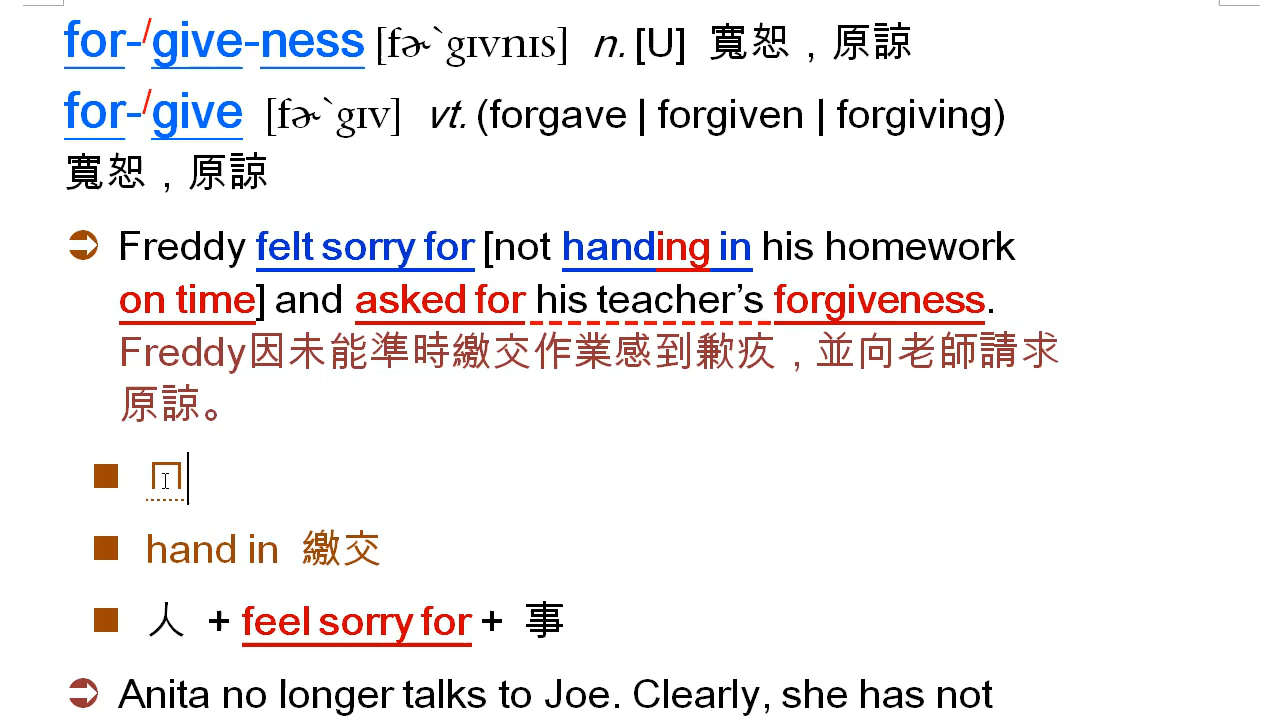 for-/give-ness [fɚˋgɪvnɪs] n. [U] 寬恕，原諒
for-/give [fɚˋgɪv] vt. (forgave | forgiven | forgiving)
寬恕，原諒
➲ Freddy felt sorry for [not handing in his homework
on time] and asked for his teacher’s forgiveness.
Freddy因未能準時繳交作業感到歉疚，並向老師請求
原諒。
■ ㄇ
■ hand in 繳交
■ 人 + feel sorry for + 事
➲ Anita no longer talks to Joe. Clearly, she has not